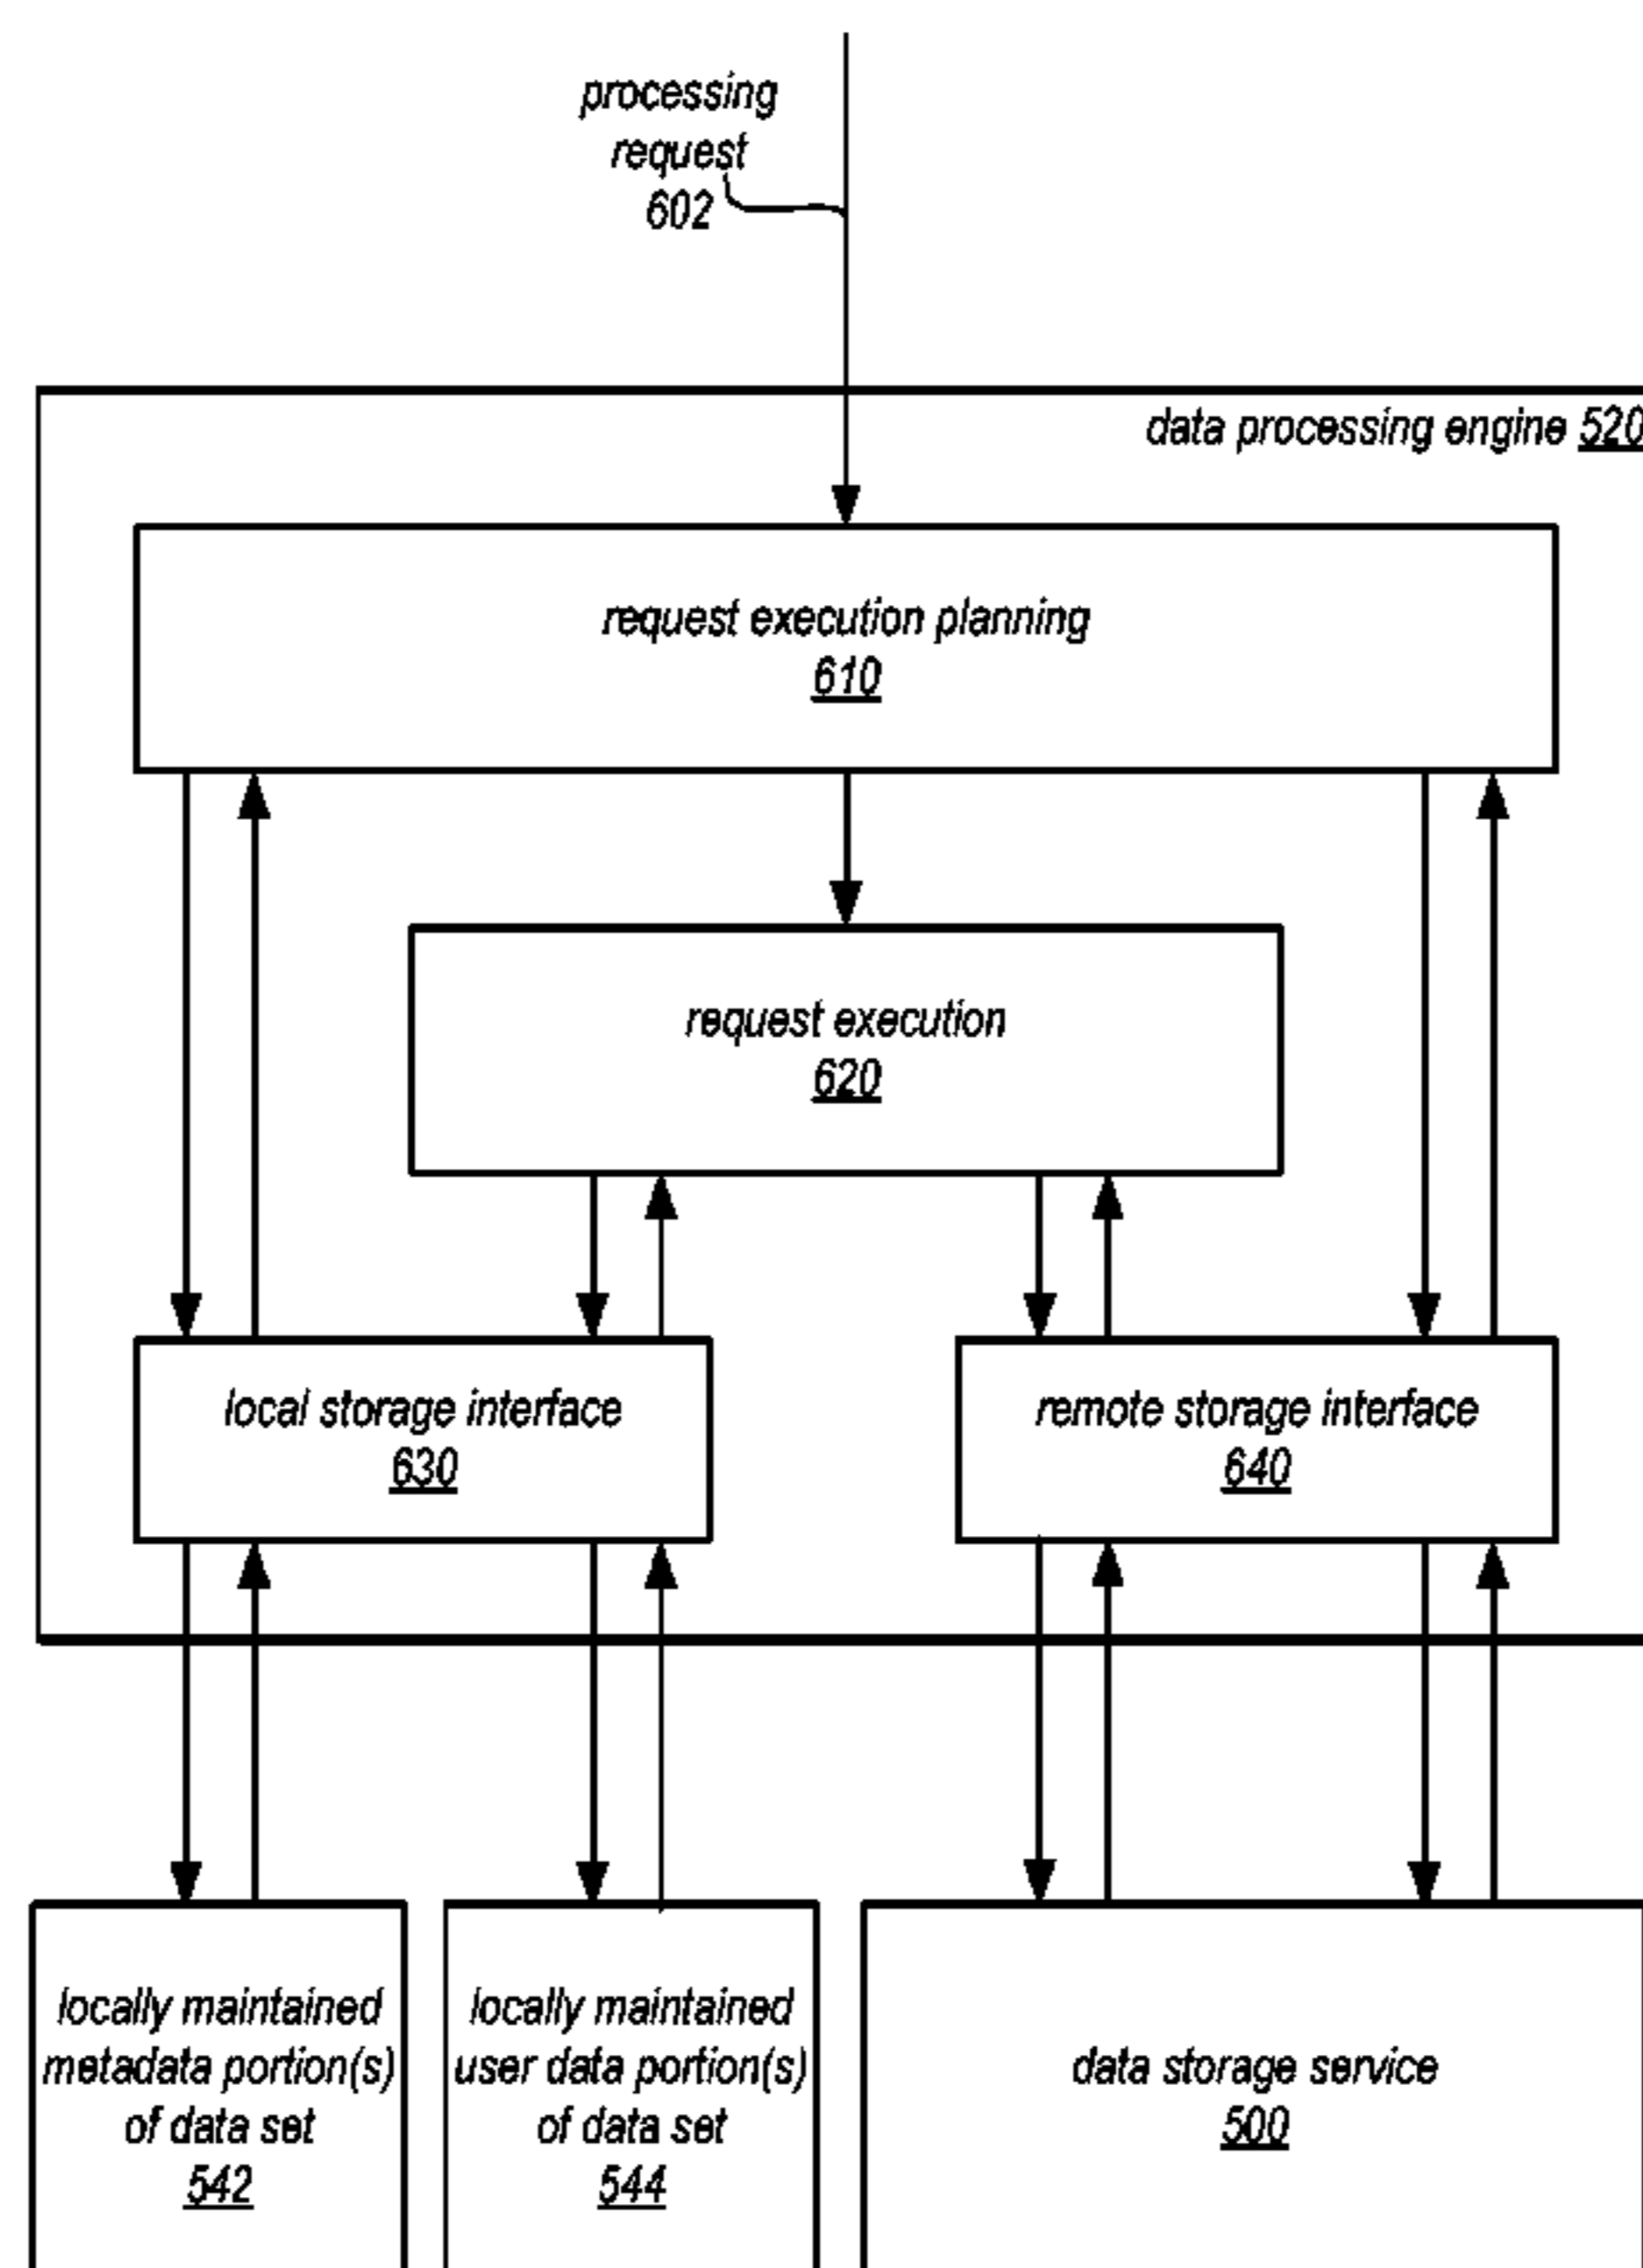 processing
request
602
data processing engine 520
request execution planning
610
request execution
620
local storage interface
630
remote storage interface
640
locally maintained
metadata portion(s)
of data set
542
locally maintained
user data portion(s)
of data set
544
data storage service
500